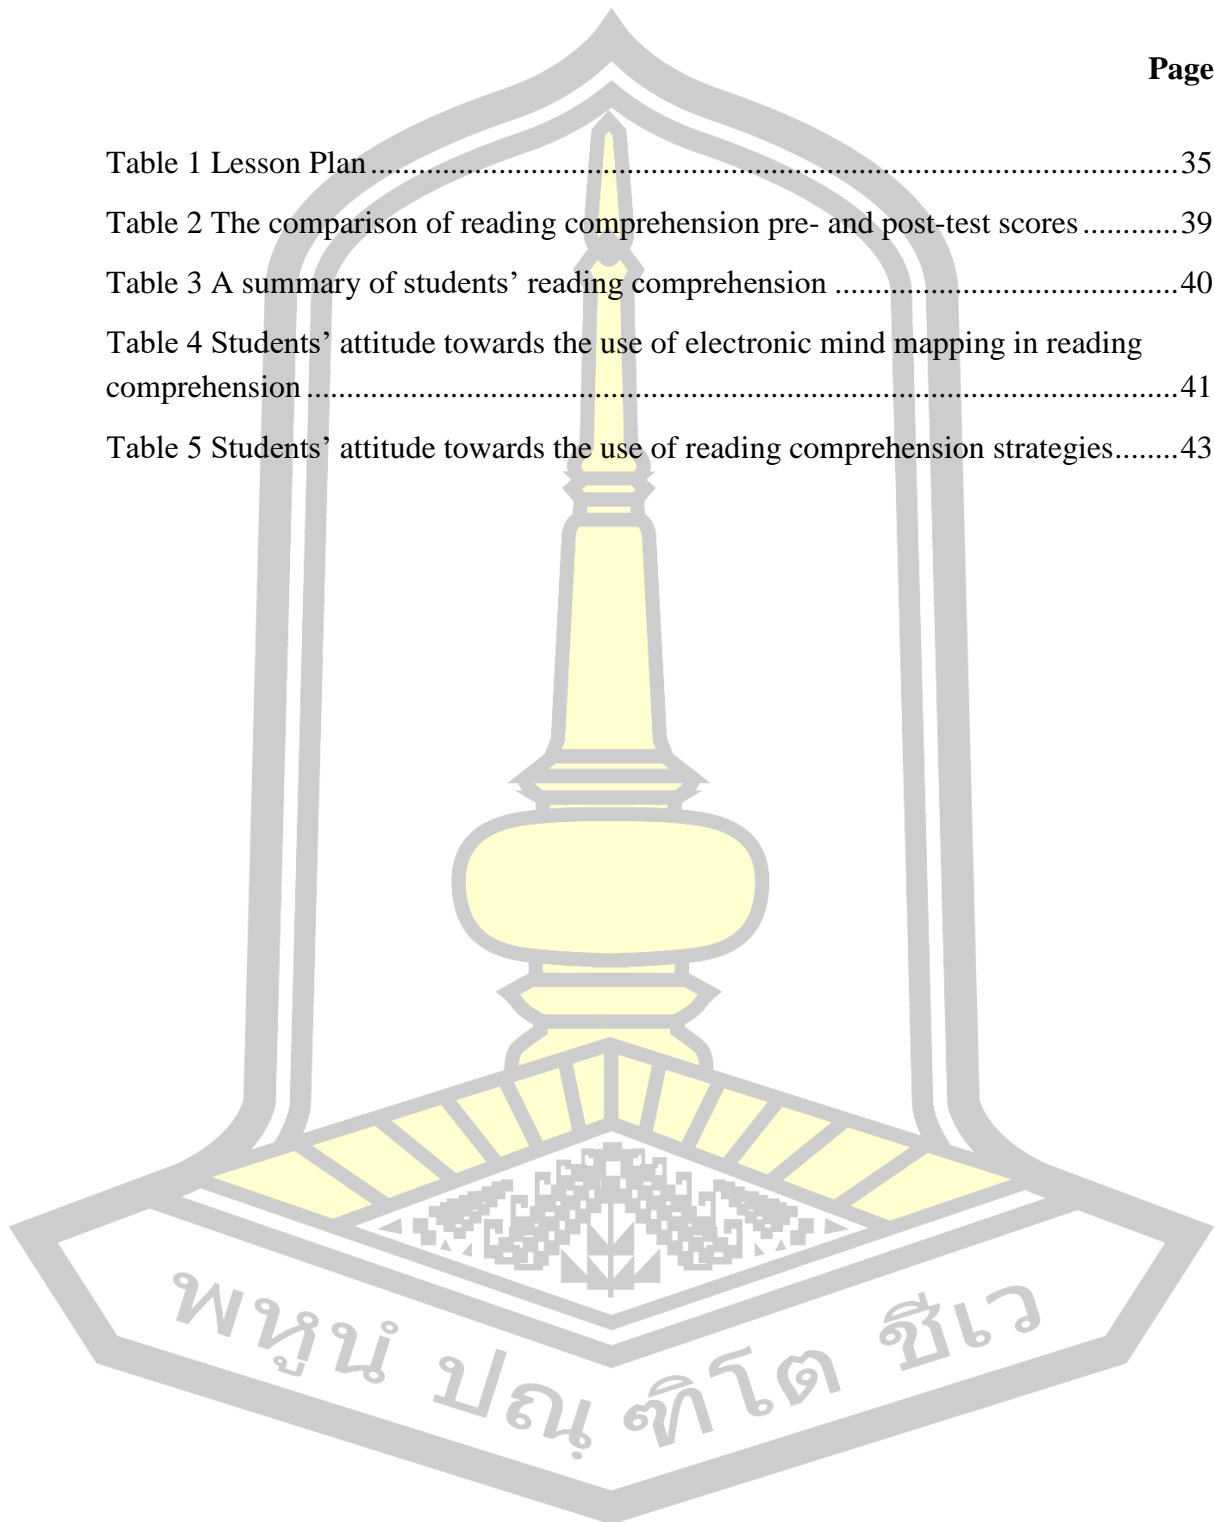 Page
Table 1 Lesson Plan.......................................................................................................35
Table 2 The comparison of reading comprehension pre- and post-test scores............39
Table 3 A summary of students’ reading comprehension ............................................40
Table 4 Students’ attitude towards the use of electronic mind mapping in reading
comprehension...............................................................................................................41
Table 5 Students’ attitude towards the use of reading comprehension strategies........43
พหูนํ ปณฺฑิโต ชีเว